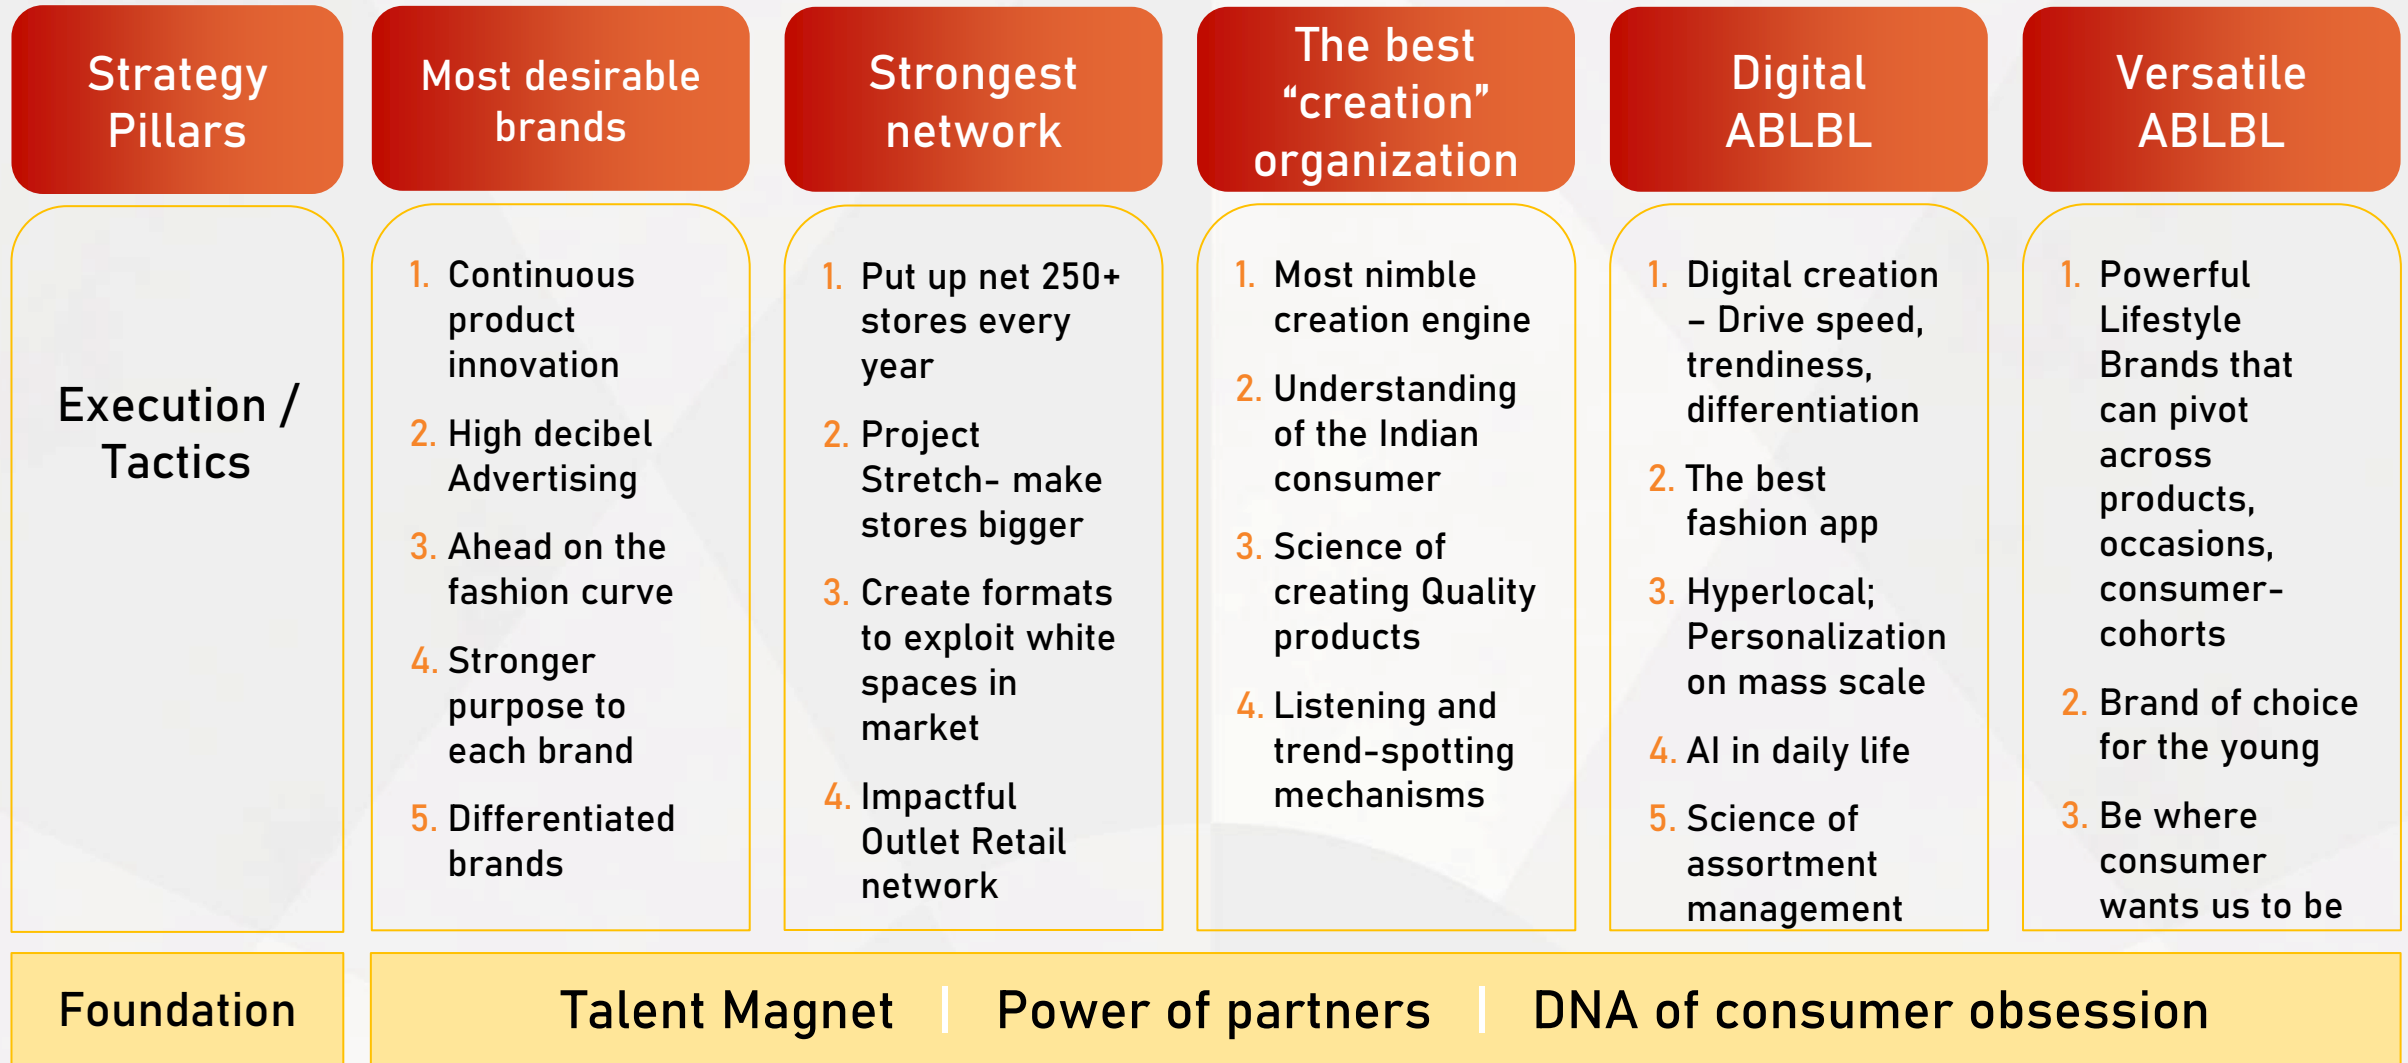 Strategy
Pillars
Most desirable
brands
Strongest
network
The best
“creation”
organization
Digital
ABLBL
Versatile
ABLBL
Execution /
Tactics
1. Continuous
product
innovation
2. High decibel
Advertising
3. Ahead on the
fashion curve
4. Stronger
purpose to
each brand
5. Differentiated
brands
1. Put up net 250+
stores every
year
2. Project
Stretch- make
stores bigger
3. Create formats
to exploit white
spaces in
market
4. Impactful
Outlet Retail
network
1. Most nimble
creation engine
2. Understanding
of the Indian
consumer
3. Science of
creating Quality
products
4. Listening and
trend-spotting
mechanisms
1. Digital creation
– Drive speed,
trendiness,
differentiation
2. The best
fashion app
3. Hyperlocal;
Personalization
on mass scale
4. AI in daily life
5. Science of
assortment
management
1. Powerful
Lifestyle
Brands that
can pivot
across
products,
occasions,
consumer-
cohorts
2. Brand of choice
for the young
3. Be where
consumer
wants us to be
Foundation
Talent Magnet | Power of partners | DNA of consumer obsession